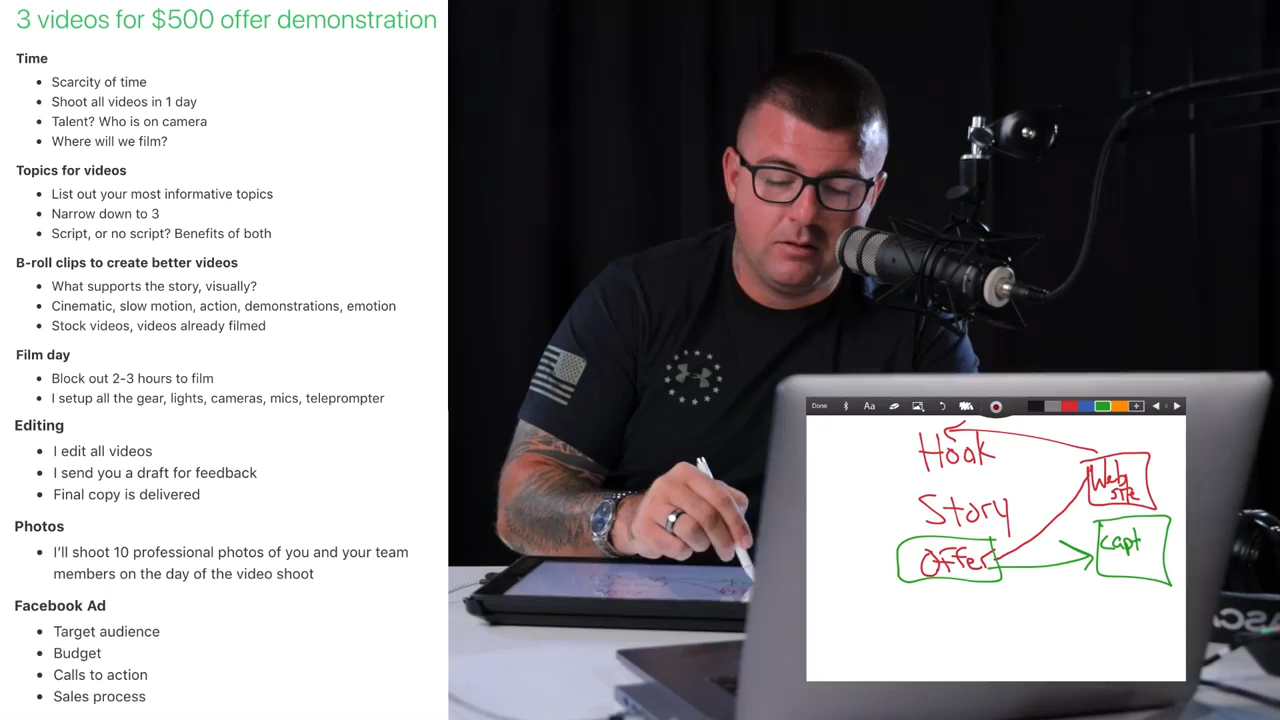 3 videos for $500 offer demonstration
Time
Scarcity of time
Shoot all videos in 1 day
Talent? Who is on camera
Where will we film?
Topics for videos
List out your most informative topics
Narrow down to 3
Script, or no script? Benefits of both
B-roll clips to create better videos
What supports the story, visually?
Cinematic, slow motion, action, demonstrations, emotion
Stock videos, videos already filmed
Film day
Block out 2-3 hours to film
I setup all the gear, lights, cameras, mics, teleprompter
Editing
I edit all videos
I send you a draft for feedback
Final copy is delivered
Photos
I'll shoot 10 professional photos of you and your team
members on the day of the video shoot
Facebook Ad
Target audience
Budget
Calls to action
Sales process
Done
Aa
Hook
Story
Offer
Web
site
capt